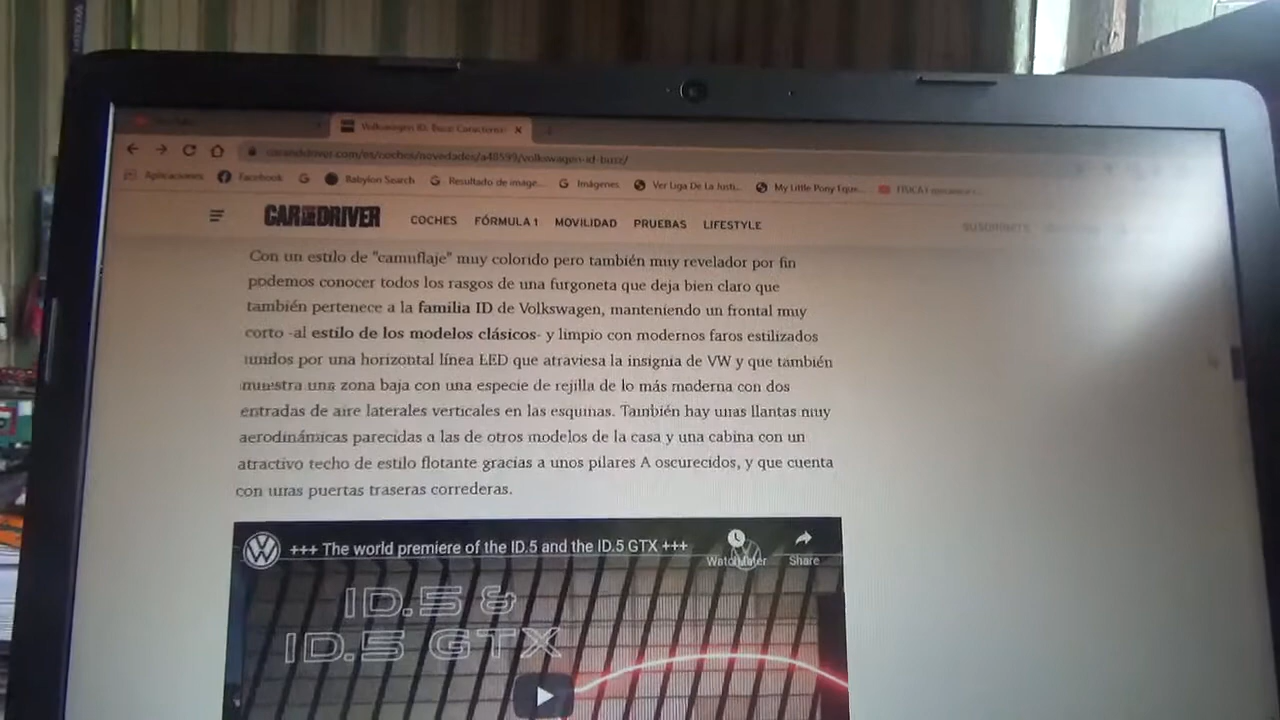 Volkswagen ID. Buzz: Caracterís
caranddriver.com/es/coches/novedades/a48599/volkswagen-id-buzz/
Aplicaciones Facebook Babylon Search Resultado de image... Imágenes Ver Liga De La Justi... My Little Pony Eque...
CAR AND DRIVER COCHES FÓRMULA 1 MOVILIDAD PRUEBAS LIFESTYLE SUSCRIBETE
Con un estilo de "camuflaje" muy colorido pero también muy revelador por fin
podemos conocer todos los rasgos de una furgoneta que deja bien claro que
también pertenece a la familia ID de Volkswagen, manteniendo un frontal muy
corto -al estilo de los modelos clásicos- y limpio con modernos faros estilizados
unidos por una horizontal línea LED que atraviesa la insignia de VW y que también
muestra una zona baja con una especie de rejilla de lo más moderna con dos
entradas de aire laterales verticales en las esquinas. También hay unas llantas muy
aerodinámicas parecidas a las de otros modelos de la casa y una cabina con un
atractivo techo de estilo flotante gracias a unos pilares A oscurecidos, y que cuenta
con unas puertas traseras correderas.
+++ The world premiere of the ID.5 and the ID.5 GTX +++
Watch later Share
ID.5 &
ID.5 GTX